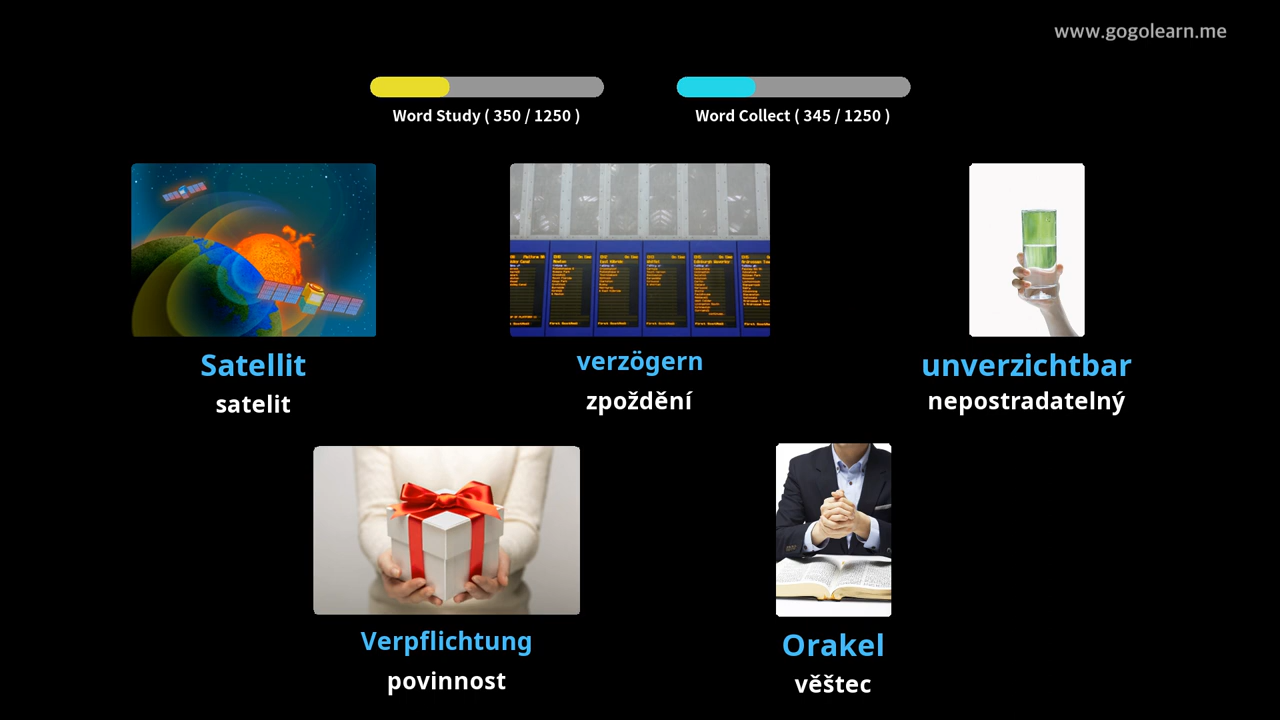 www.gogolearn.me
Word Study ( 350 / 1250 )
Word Collect ( 345 / 1250 )
Satellit
satelit
verzögern
zpoždění
unverzichtbar
nepostradatelný
Verpflichtung
povinnost
Orakel
věštec